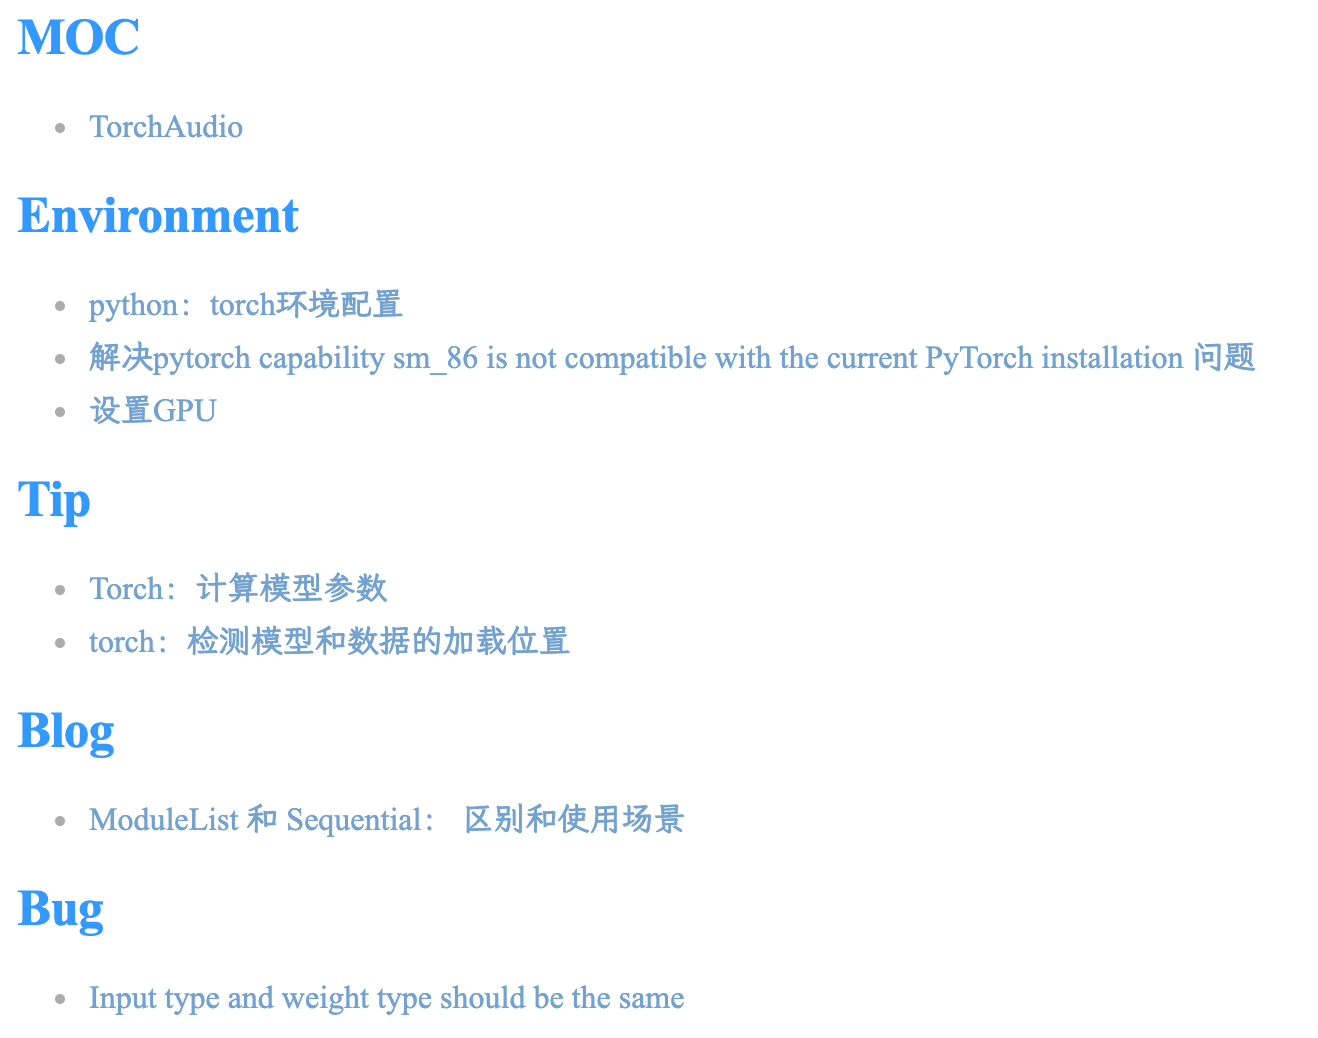 MOC
TorchAudio
Environment
python：torch环境配置
解决pytorch capability sm_86 is not compatible with the current PyTorch installation 问题
设置GPU
Tip
Torch：计算模型参数
torch：检测模型和数据的加载位置
Blog
ModuleList 和 Sequential： 区别和使用场景
Bug
Input type and weight type should be the same